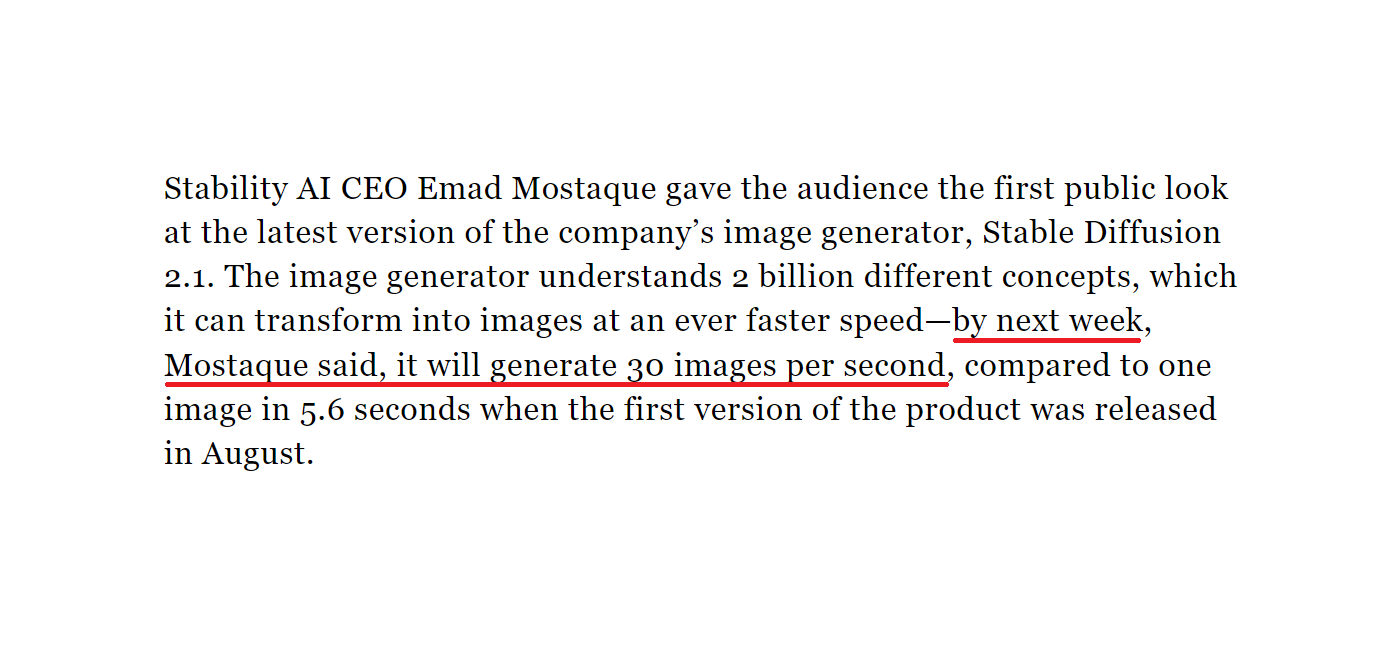 Stability AI CEO Emad Mostaque gave the audience the first public look
at the latest version of the company’s image generator, Stable Diffusion
2.1. The image generator understands 2 billion different concepts, which
it can transform into images at an ever faster speed—by next week,
Mostaque said, it will generate 30 images per second, compared to one
image in 5.6 seconds when the first version of the product was released
in August.